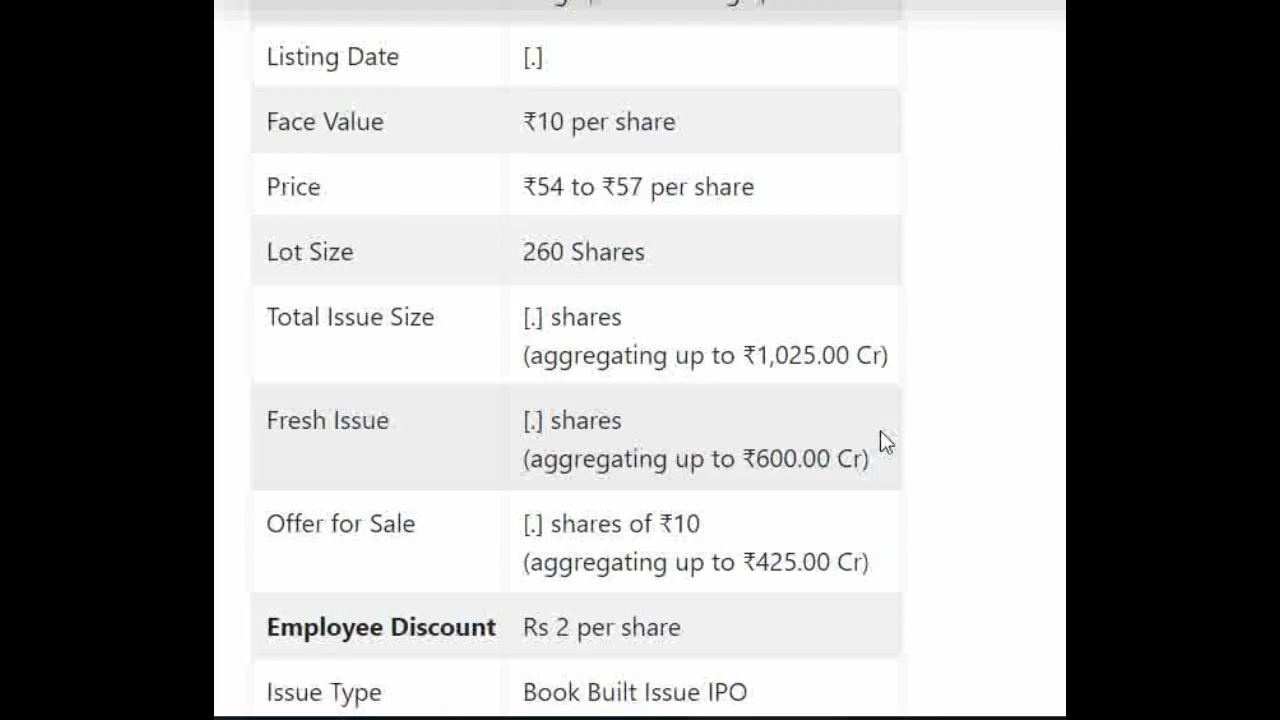 Listing Date [.]
Face Value ₹10 per share
Price ₹54 to ₹57 per share
Lot Size 260 Shares
Total Issue Size [.] shares
(aggregating up to ₹1,025.00 Cr)
Fresh Issue [.] shares
(aggregating up to ₹600.00 Cr)
Offer for Sale [.] shares of ₹10
(aggregating up to ₹425.00 Cr)
Employee Discount Rs 2 per share
Issue Type Book Built Issue IPO